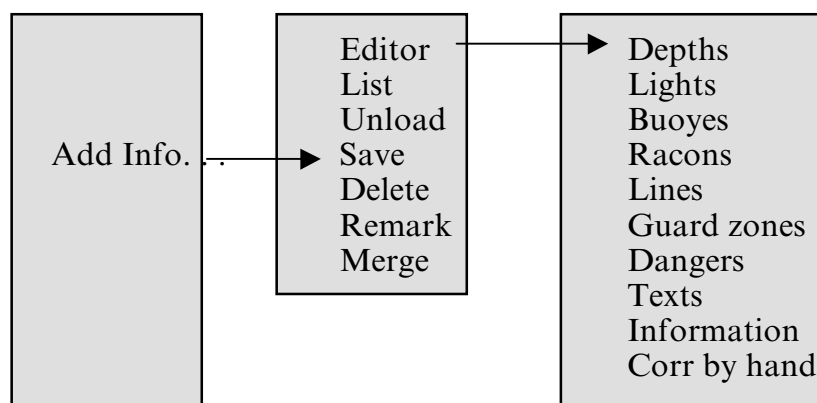 Add Info. . .
Editor
List
Unload
Save
Delete
Remark
Merge
Depths
Lights
Buoyes
Racons
Lines
Guard zones
Dangers
Texts
Information
Corr by hand